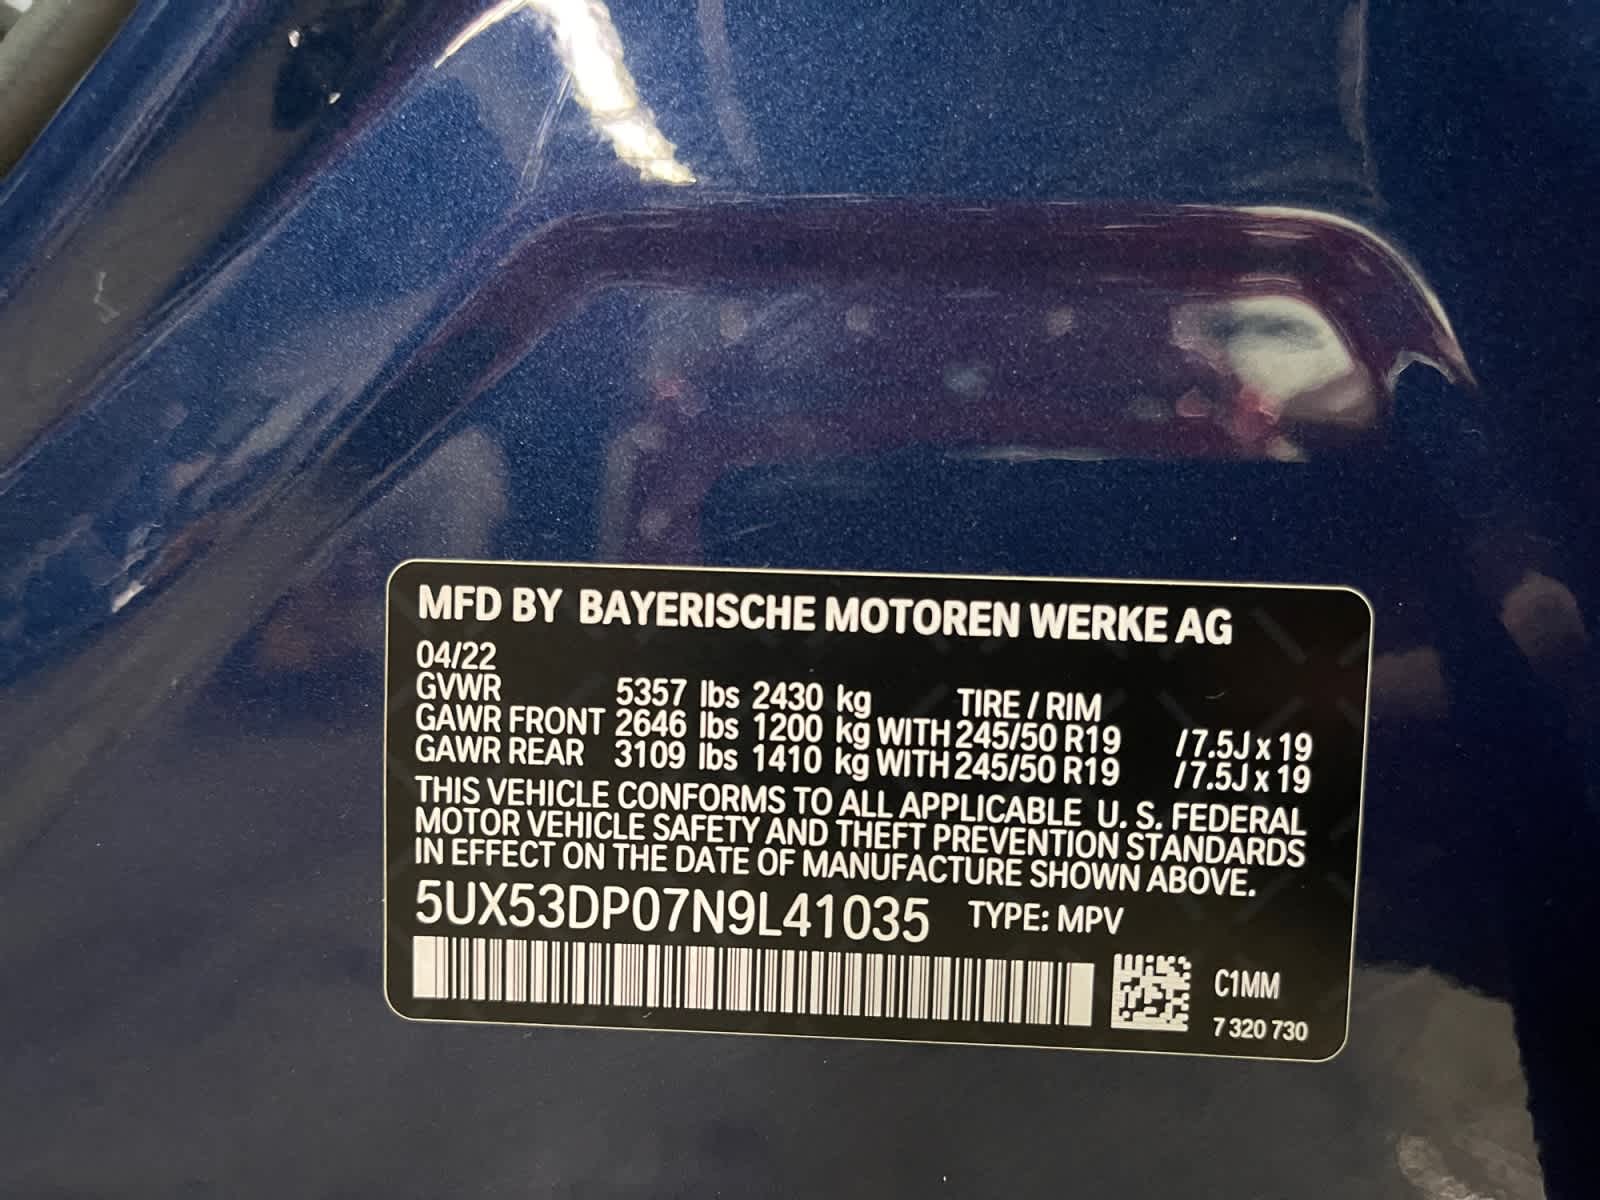 MFD BY BAYERISCHE MOTOREN WERKE AG
04/22
GVWR 5357 lbs 2430 kg TIRE / RIM
GAWR FRONT 2646 lbs 1200 kg WITH 245/50 R19 / 7.5J x 19
GAWR REAR 3109 lbs 1410 kg WITH 245/50 R19 / 7.5J x 19
THIS VEHICLE CONFORMS TO ALL APPLICABLE U. S. FEDERAL
MOTOR VEHICLE SAFETY AND THEFT PREVENTION STANDARDS
IN EFFECT ON THE DATE OF MANUFACTURE SHOWN ABOVE.
5UX53DP07N9L41035 TYPE: MPV
C1MM
7 320 730